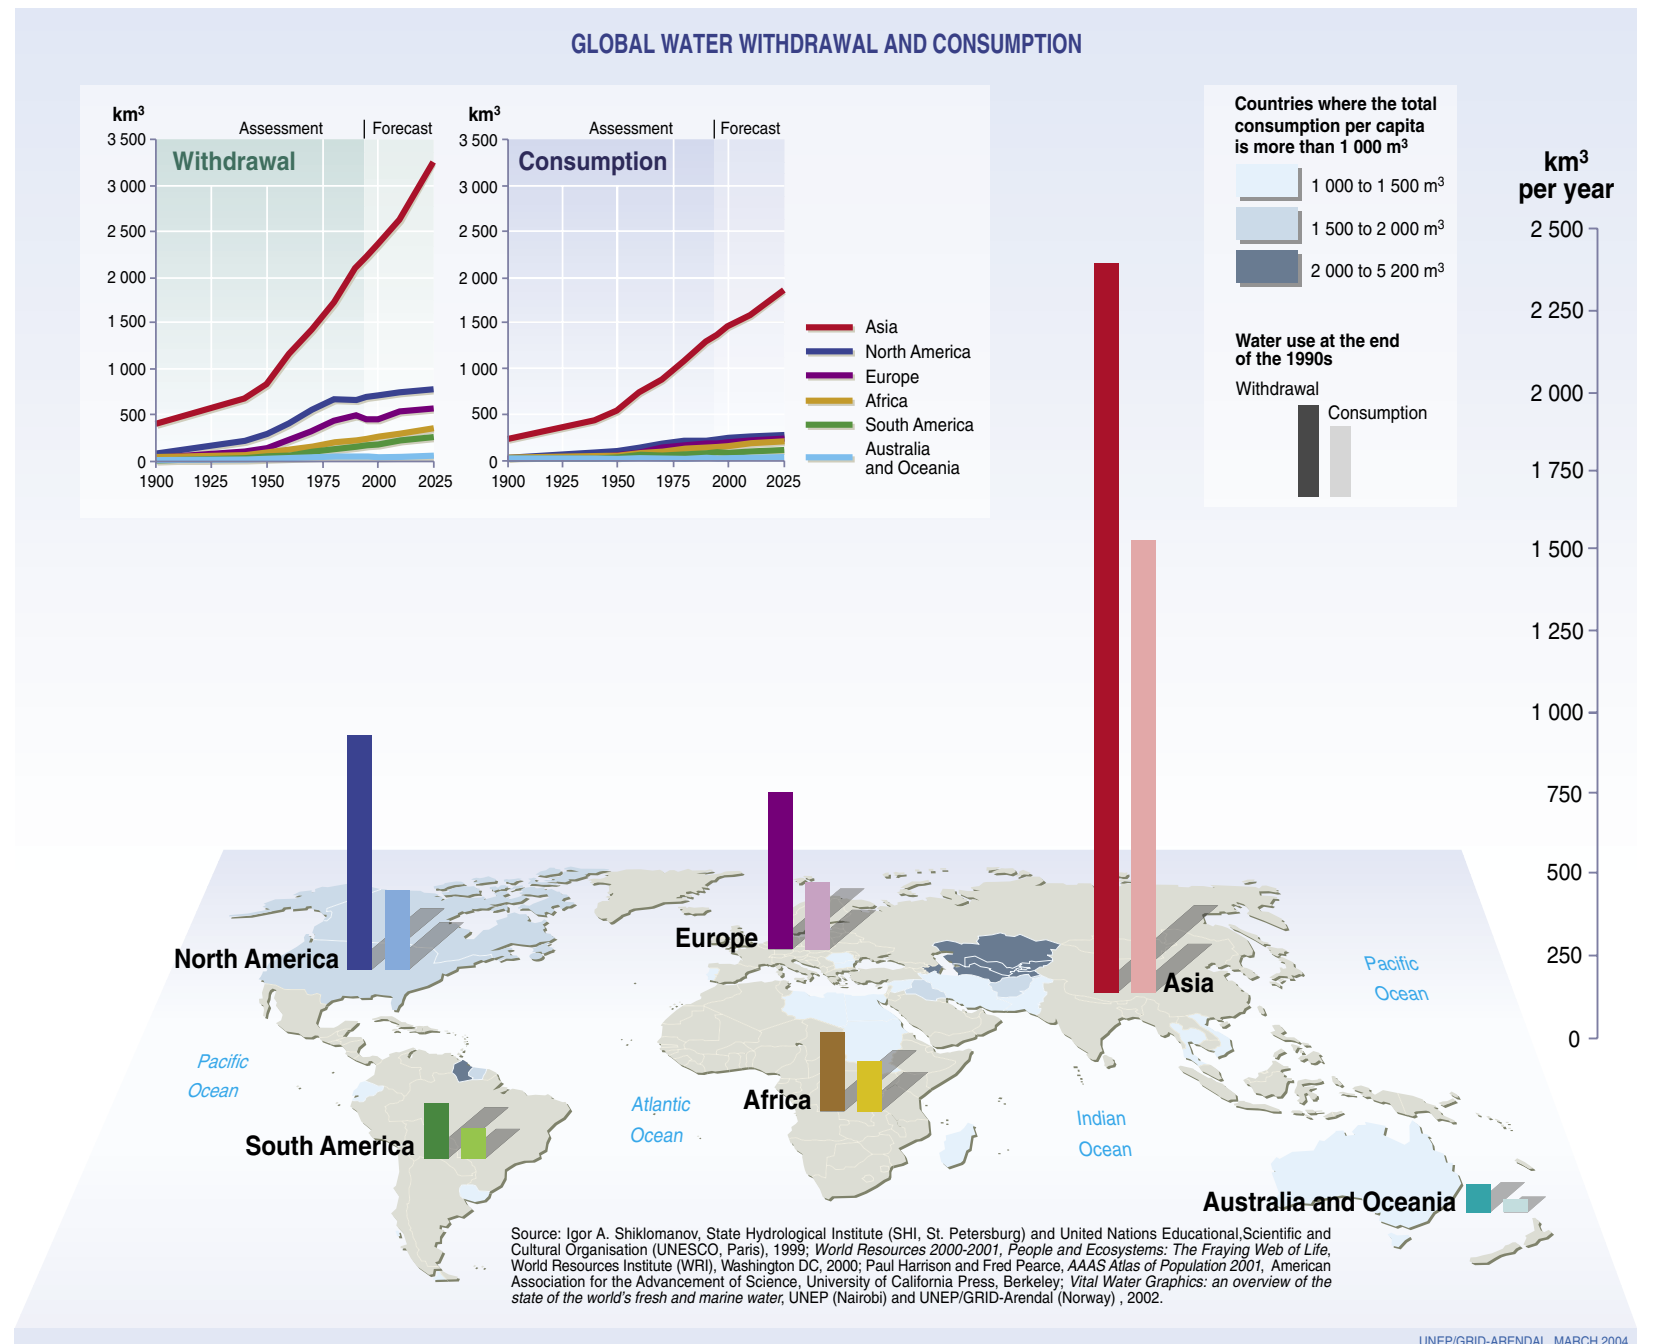 GLOBAL WATER WITHDRAWAL AND CONSUMPTION
km³
Assessment
Forecast
3 500
3 000
2 500
2 000
1 500
1 000
500
0
Withdrawal
1900
1925
1950
1975
2000
2025
km³
Assessment
Forecast
3 500
3 000
2 500
2 000
1 500
1 000
500
0
Consumption
1900
1925
1950
1975
2000
2025
Asia
North America
Europe
Africa
South America
Australia
and Oceania
Countries where the total
consumption per capita
is more than 1 000 m³
1 000 to 1 500 m³
1 500 to 2 000 m³
2 000 to 5 200 m³
Water use at the end
of the 1990s
Withdrawal
Consumption
km³
per year
2 500
2 250
2 000
1 750
1 500
1 250
1 000
750
500
250
0
North America
Europe
Asia
Africa
South America
Australia and Oceania
Pacific
Ocean
Pacific
Ocean
Atlantic
Ocean
Indian
Ocean
Source: Igor A. Shiklomanov, State Hydrological Institute (SHI, St. Petersburg) and United Nations Educational,Scientific and
Cultural Organisation (UNESCO, Paris), 1999; World Resources 2000-2001, People and Ecosystems: The Fraying Web of Life,
World Resources Institute (WRI), Washington DC, 2000; Paul Harrison and Fred Pearce, AAAS Atlas of Population 2001, American
Association for the Advancement of Science, University of California Press, Berkeley; Vital Water Graphics: an overview of the
state of the world's fresh and marine water, UNEP (Nairobi) and UNEP/GRID-Arendal (Norway) , 2002.
UNEP/GRID-ARENDAL MARCH 2004